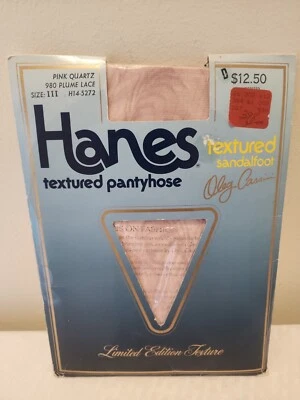 PINK QUARTZ
980 PLUME LACE
SIZE: III H14-5272
D $12.50
Hanes
textured
sandalfoot
textured pantyhose
Oleg Cassini
Limited Edition Texture